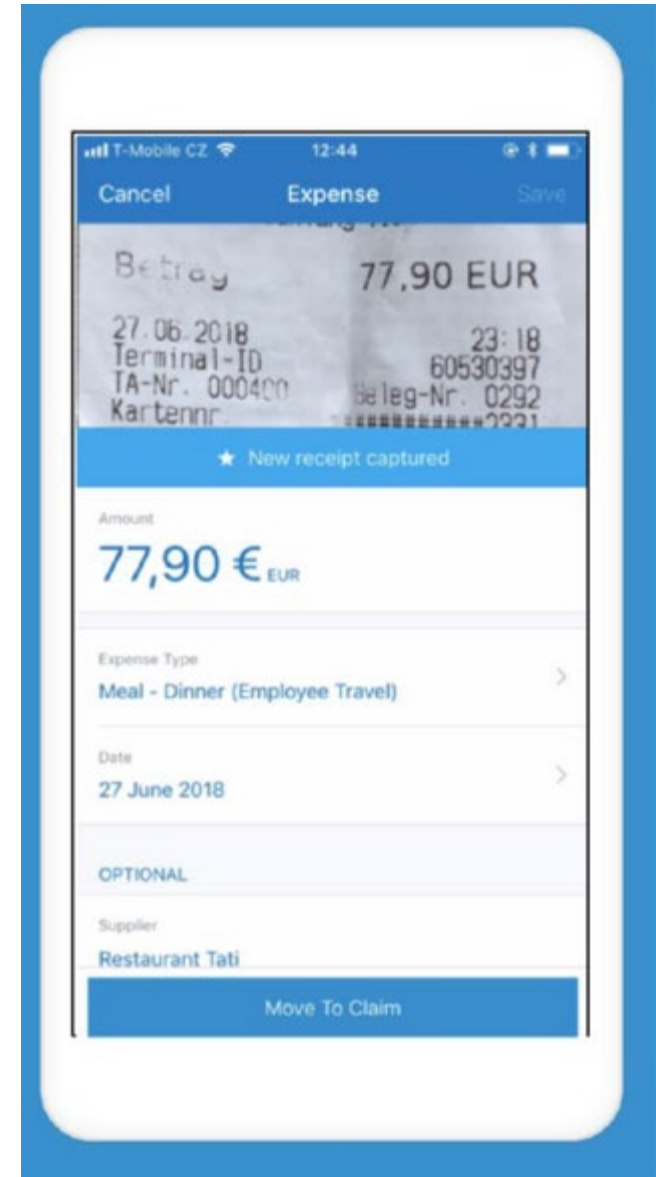 T-Mobile CZ 12:44
Cancel Expense Save
Betrag 77,90 EUR
27.06.2018 23:18
Terminal-ID 60530397
TA-Nr. 000400 Beleg-Nr. 0292
Kartennr. ##########2331
★ New receipt captured
Amount
77,90 € EUR
Expense Type
Meal - Dinner (Employee Travel)
Date
27 June 2018
OPTIONAL
Supplier
Restaurant Tati
Move To Claim